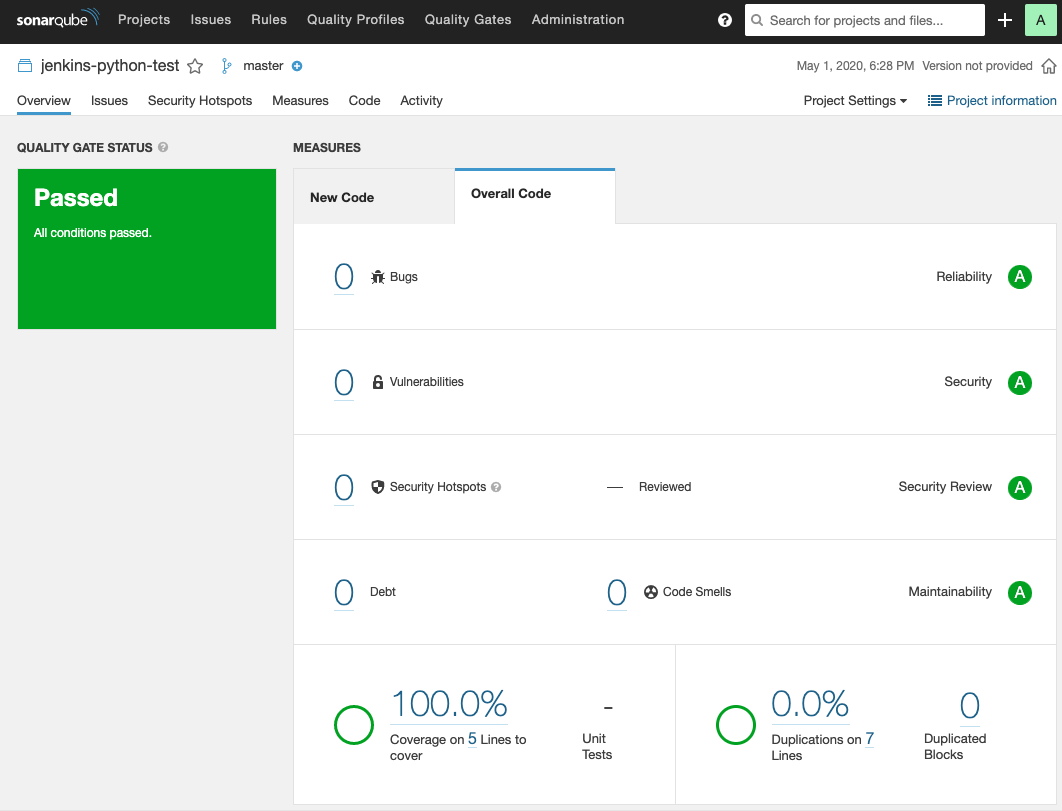 sonarqube Projects Issues Rules Quality Profiles Quality Gates Administration ? Search for projects and files... + A
jenkins-python-test master May 1, 2020, 6:28 PM Version not provided
Overview Issues Security Hotspots Measures Code Activity Project Settings Project information
QUALITY GATE STATUS ? MEASURES
Passed
All conditions passed.
New Code Overall Code
0 Bugs Reliability A
0 Vulnerabilities Security A
0 Security Hotspots ? — Reviewed Security Review A
0 Debt 0 Code Smells Maintainability A
100.0%
Coverage on 5 Lines to
cover
-
Unit
Tests
0.0%
Duplications on 7
Lines
0
Duplicated
Blocks